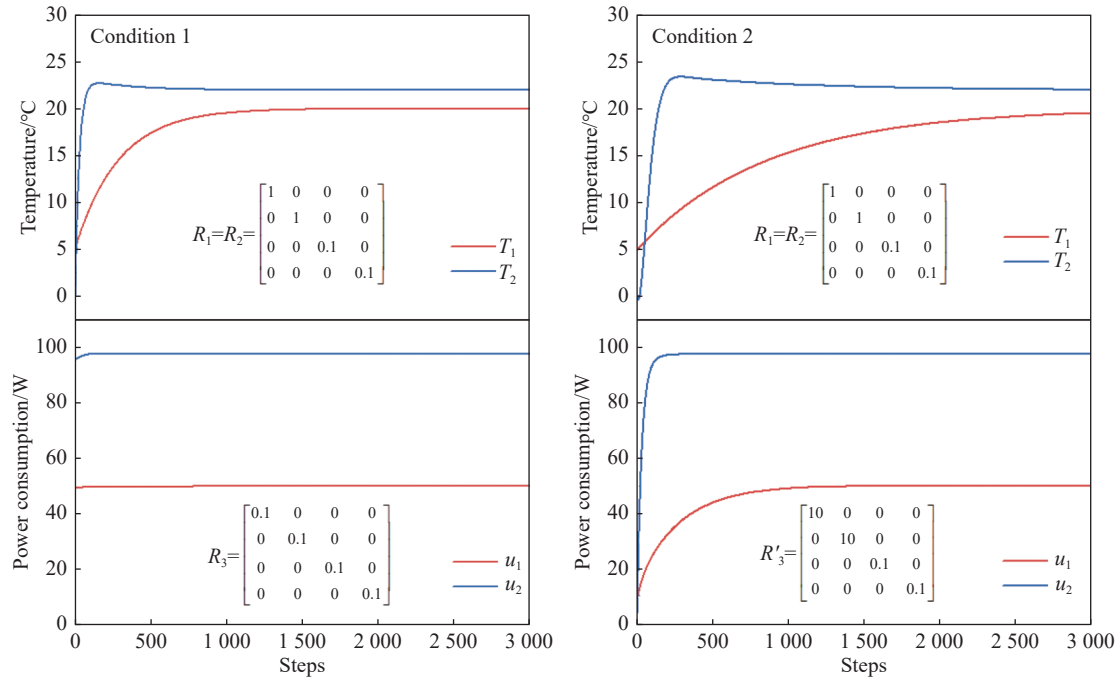 Condition 1
Temperature/°C
30
25
20
15
10
5
0
R₁=R₂=
1 0 0 0
0 1 0 0
0 0 0.1 0
0 0 0 0.1
T₁
T₂
Power consumption/W
100
80
60
40
20
0
R₃=
0.1 0 0 0
0 0.1 0 0
0 0 0.1 0
0 0 0 0.1
u₁
u₂
0 500 1 000 1 500 2 000 2 500 3 000
Steps
Condition 2
Temperature/°C
30
25
20
15
10
5
0
R₁=R₂=
1 0 0 0
0 1 0 0
0 0 0.1 0
0 0 0 0.1
T₁
T₂
Power consumption/W
100
80
60
40
20
0
R′₃=
10 0 0 0
0 10 0 0
0 0 0.1 0
0 0 0 0.1
u₁
u₂
0 500 1 000 1 500 2 000 2 500 3 000
Steps